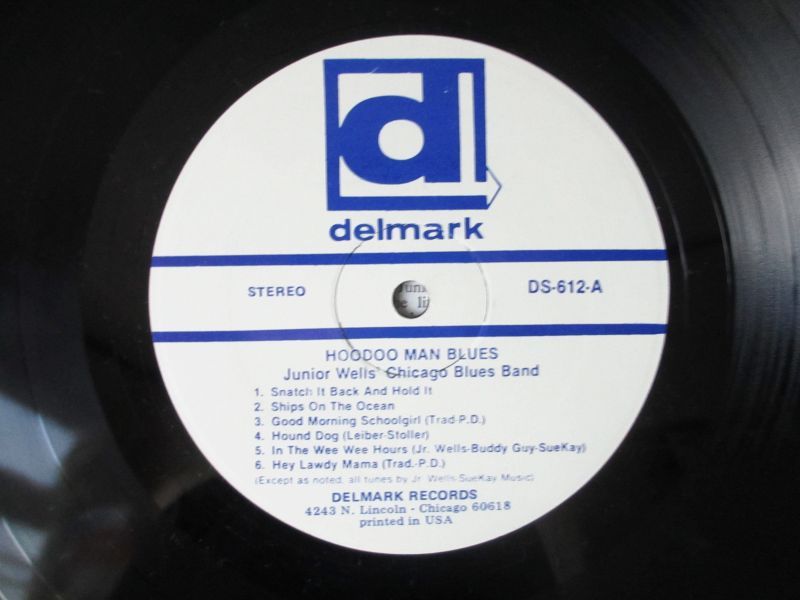 d
delmark
STEREO DS-612-A
HOODOO MAN BLUES
Junior Wells' Chicago Blues Band
1. Snatch It Back And Hold It
2. Ships On The Ocean
3. Good Morning Schoolgirl (Trad-P.D.)
4. Hound Dog (Leiber-Stoller)
5. In The Wee Wee Hours (Jr. Wells-Buddy Guy-SueKay)
6. Hey Lawdy Mama (Trad.-P.D.)
(Except as noted, all tunes by Jr. Wells-SueKay Music)
DELMARK RECORDS
4243 N. Lincoln - Chicago 60618
printed in USA